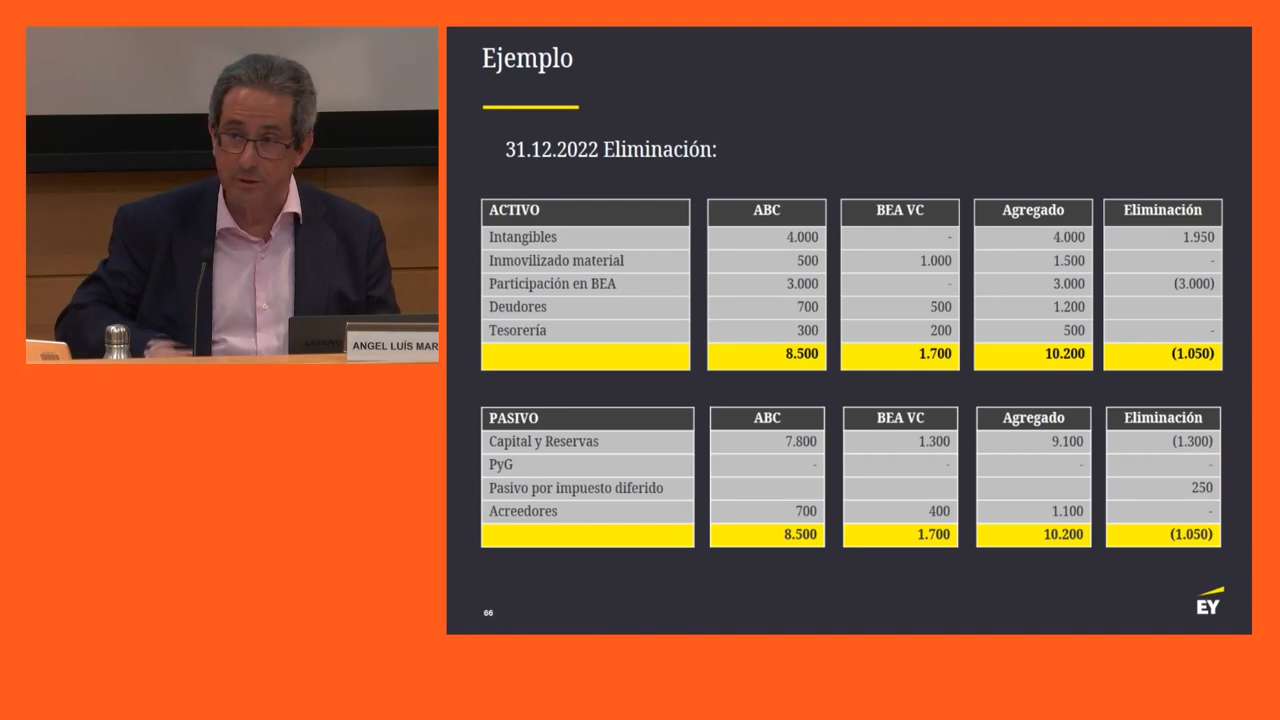 Ejemplo
31.12.2022 Eliminación:
ACTIVO ABC BEA VC Agregado Eliminación
Intangibles 4.000 - 4.000 1.950
Inmovilizado material 500 1.000 1.500 -
Participación en BEA 3.000 - 3.000 (3.000)
Deudores 700 500 1.200
Tesorería 300 200 500 -
8.500 1.700 10.200 (1.050)
PASIVO ABC BEA VC Agregado Eliminación
Capital y Reservas 7.800 1.300 9.100 (1.300)
PyG - - - -
Pasivo por impuesto diferido 250
Acreedores 700 400 1.100 -
8.500 1.700 10.200 (1.050)
66
EY
ANGEL LUÍS MAR